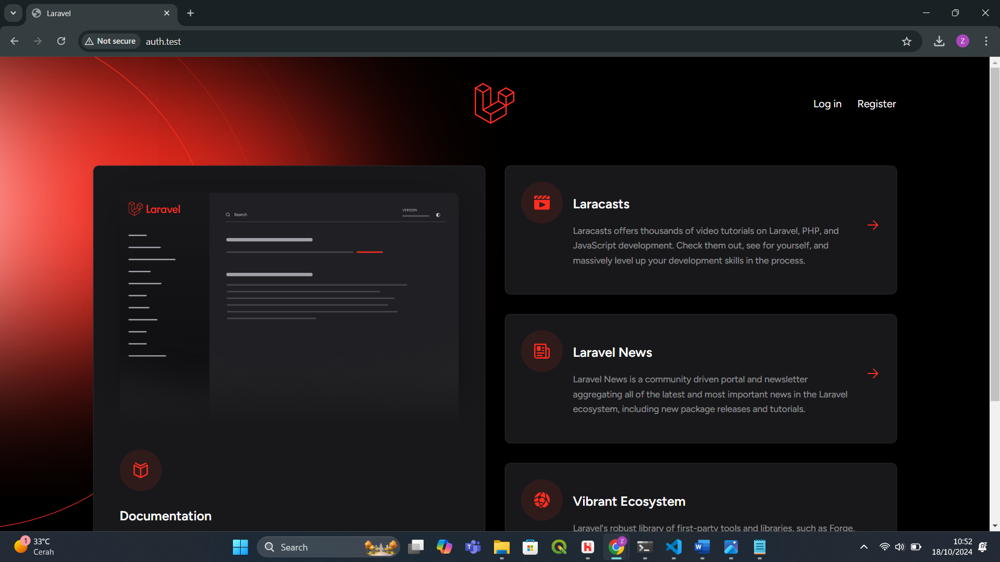 Laravel
Not secure
auth.test
Z
Log in
Register
Laravel
Search
VERSION
Documentation
Laracasts
Laracasts offers thousands of video tutorials on Laravel, PHP, and
JavaScript development. Check them out, see for yourself, and
massively level up your development skills in the process.
Laravel News
Laravel News is a community driven portal and newsletter
aggregating all of the latest and most important news in the Laravel
ecosystem, including new package releases and tutorials.
Vibrant Ecosystem
Laravel's robust library of first-party tools and libraries, such as Forge,
1
33°C
Cerah
Search
T
H
Z
W
10:52
18/10/2024